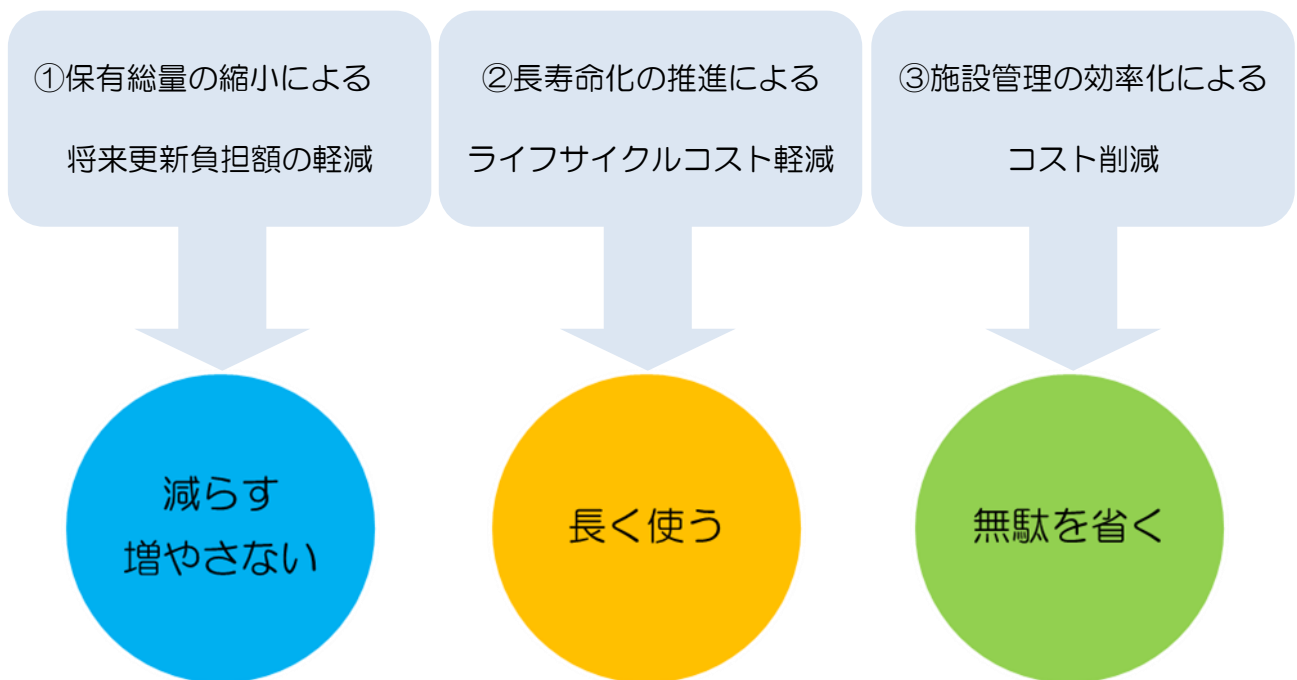 ①保有総量の縮小による
将来更新負担額の軽減
②長寿命化の推進による
ライフサイクルコスト軽減
③施設管理の効率化による
コスト削減
減らす
増やさない
長く使う
無駄を省く